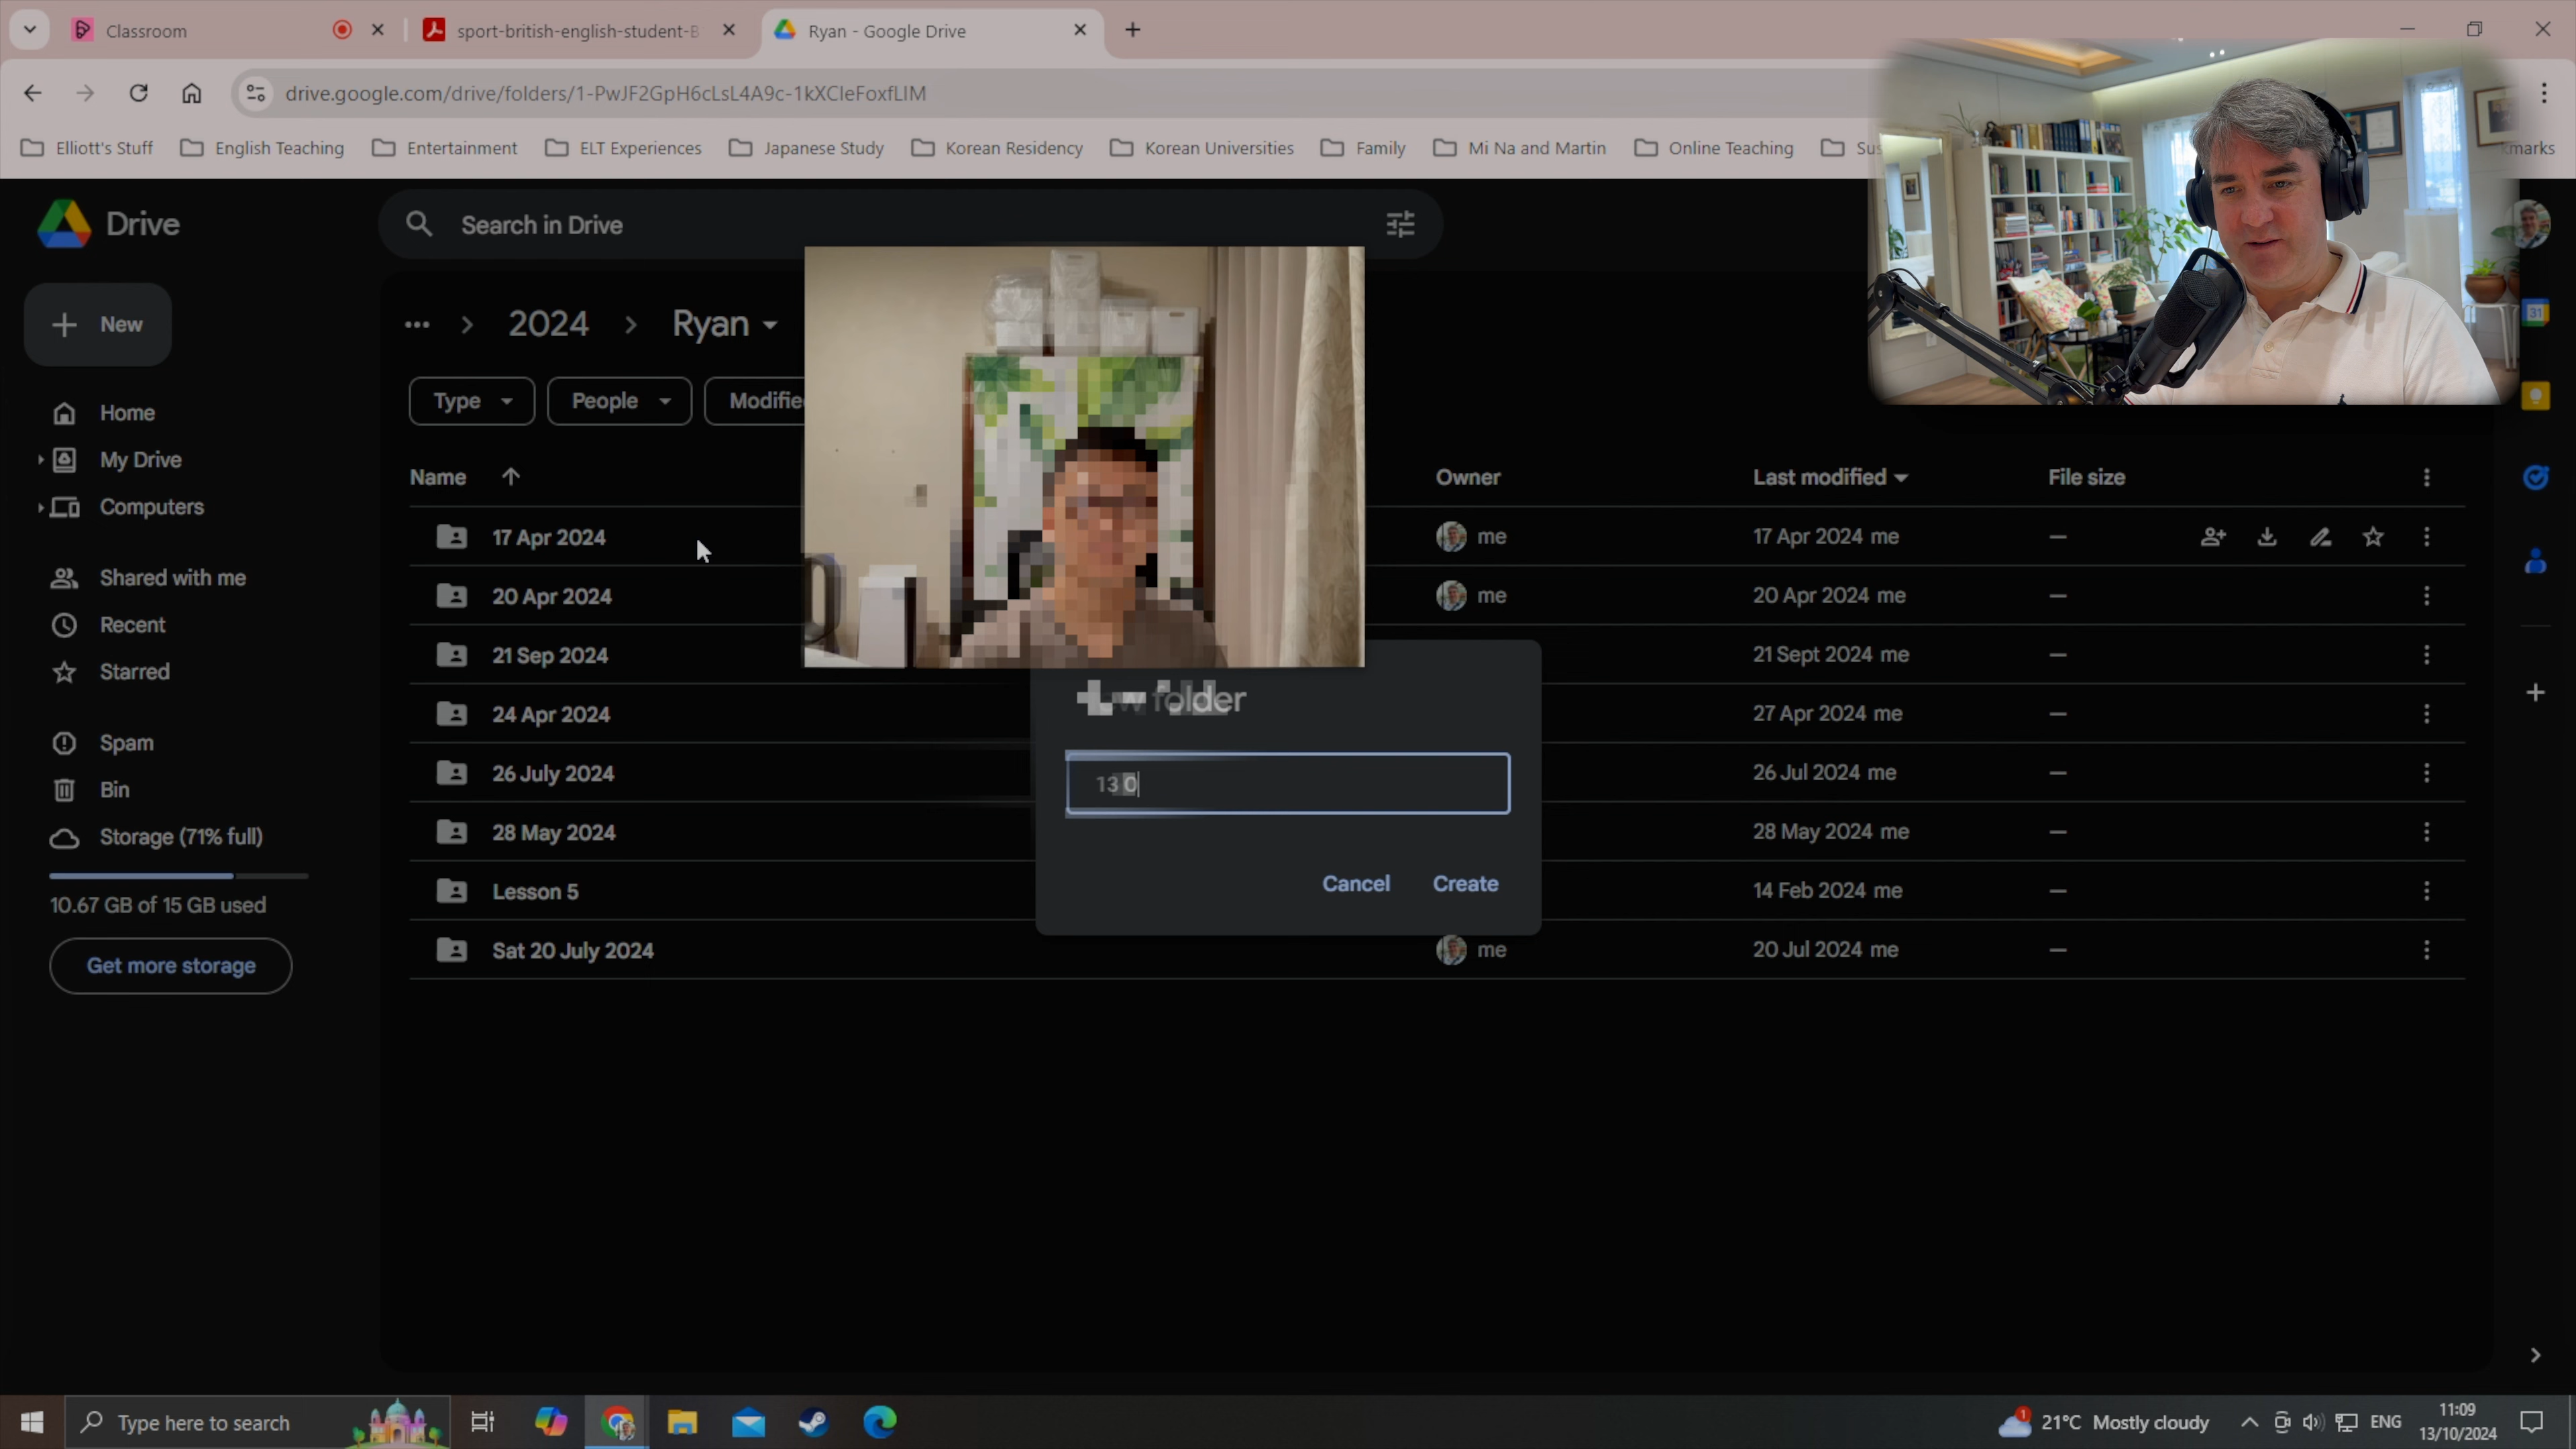 Classroom
sport-british-english-student-B
Ryan - Google Drive
drive.google.com/drive/folders/1-PwJF2GpH6cLsL4A9c-1kXCIeFoxfLIM
Elliott's Stuff
English Teaching
Entertainment
ELT Experiences
Japanese Study
Korean Residency
Korean Universities
Family
Mi Na and Martin
Online Teaching
Drive
Search in Drive
New
2024
Ryan
Type
People
Home
My Drive
Computers
Shared with me
Recent
Starred
Spam
Bin
Storage (71% full)
10.67 GB of 15 GB used
Get more storage
Name Owner Last modified File size
17 Apr 2024 me 17 Apr 2024 me —
20 Apr 2024 me 20 Apr 2024 me —
21 Sep 2024 21 Sept 2024 me —
24 Apr 2024 27 Apr 2024 me —
26 July 2024 26 Jul 2024 me —
28 May 2024 28 May 2024 me —
Lesson 5 14 Feb 2024 me —
Sat 20 July 2024 me 20 Jul 2024 me —
folder
13 0
Cancel
Create
31
Type here to search
1
21°C Mostly cloudy
ENG
11:09
13/10/2024